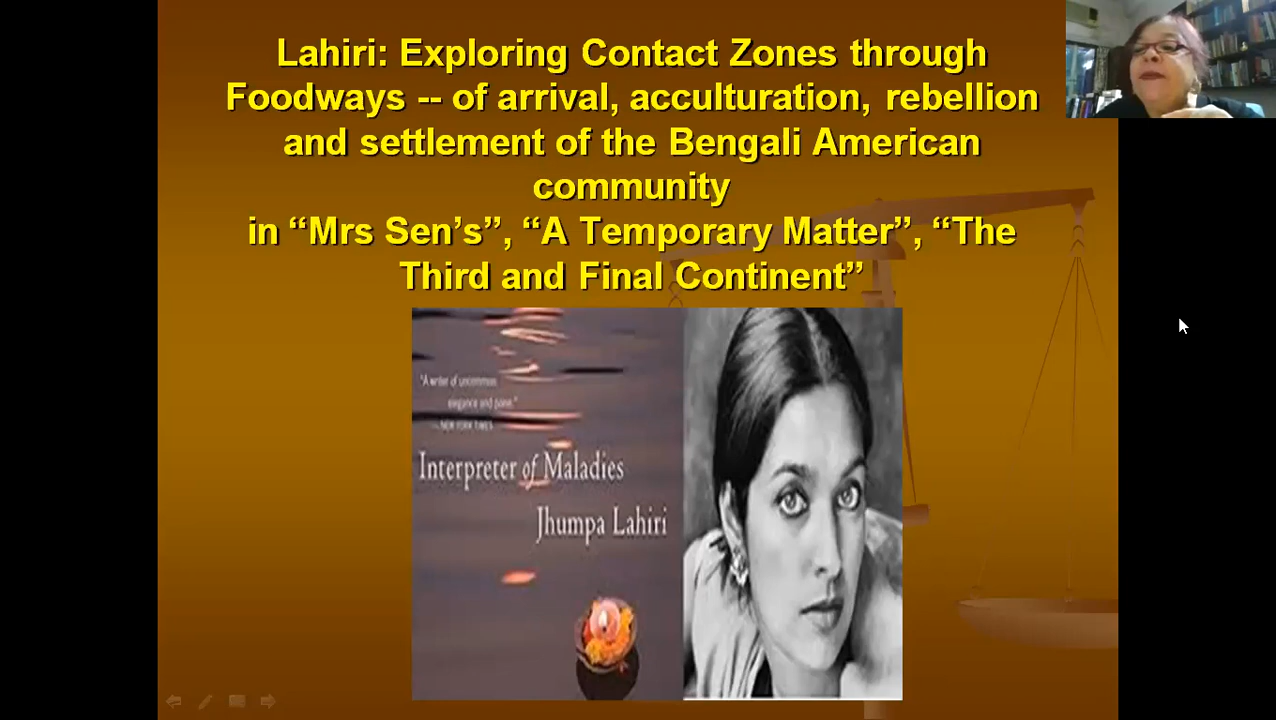 Lahiri: Exploring Contact Zones through
Foodways -- of arrival, acculturation, rebellion
and settlement of the Bengali American
community
in “Mrs Sen’s”, “A Temporary Matter”, “The
Third and Final Continent”
"A writer of uncommon
elegance and poise."
—NEW YORK TIMES
Interpreter of Maladies
Jhumpa Lahiri